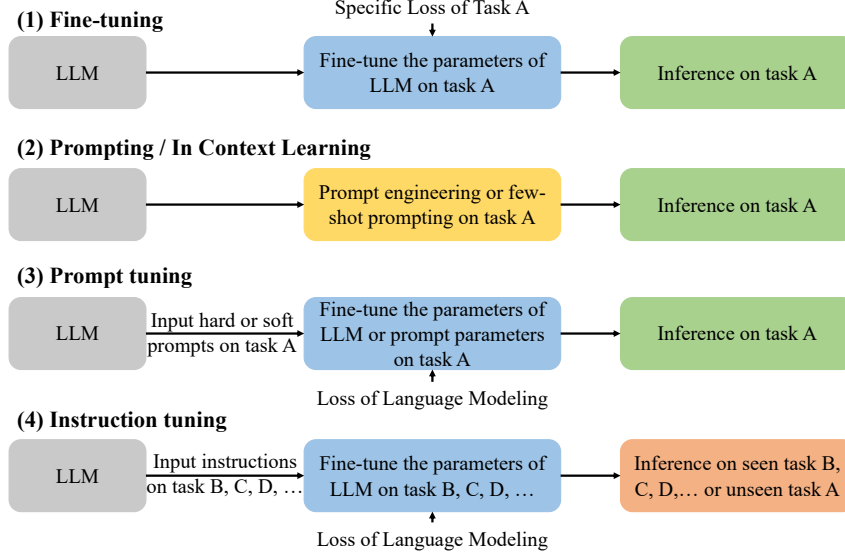 Specific Loss of Task A
(1) Fine-tuning
LLM
Fine-tune the parameters of
LLM on task A
Inference on task A
(2) Prompting / In Context Learning
LLM
Prompt engineering or few-
shot prompting on task A
Inference on task A
(3) Prompt tuning
LLM
Input hard or soft
prompts on task A
Fine-tune the parameters of
LLM or prompt parameters
on task A
Inference on task A
Loss of Language Modeling
(4) Instruction tuning
LLM
Input instructions
on task B, C, D, …
Fine-tune the parameters of
LLM on task B, C, D, …
Inference on seen task B,
C, D,… or unseen task A
Loss of Language Modeling